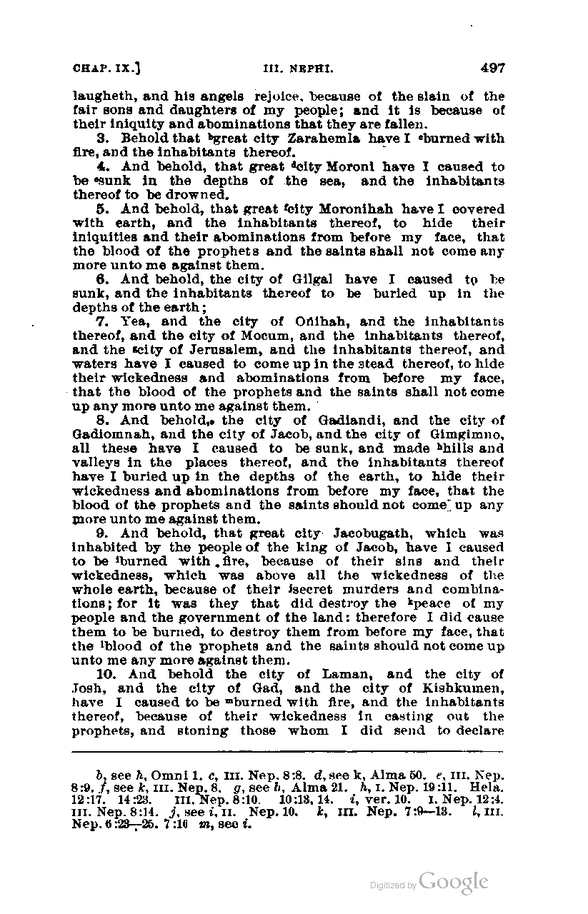 CHAP. IX.] III. NEPHI. 497
laugheth, and his angels rejoice, because of the slain of the
fair sons and daughters of my people; and it is because of
their iniquity and abominations that they are fallen.
3. Behold that ᵇgreat city Zarahemla have I ᶜburned with
fire, and the inhabitants thereof.
4. And behold, that great ᵈcity Moroni have I caused to
be ᵉsunk in the depths of the sea, and the inhabitants
thereof to be drowned.
5. And behold, that great ᶠcity Moronihah have I covered
with earth, and the inhabitants thereof, to hide their
iniquities and their abominations from before my face, that
the blood of the prophets and the saints shall not come any
more unto me against them.
6. And behold, the city of Gilgal have I caused to be
sunk, and the inhabitants thereof to be buried up in the
depths of the earth;
7. Yea, and the city of Onihah, and the inhabitants
thereof, and the city of Mocum, and the inhabitants thereof,
and the ᵍcity of Jerusalem, and the inhabitants thereof, and
waters have I caused to come up in the stead thereof, to hide
their wickedness and abominations from before my face,
that the blood of the prophets and the saints shall not come
up any more unto me against them.
8. And behold, the city of Gadiandi, and the city of
Gadiomnah, and the city of Jacob, and the city of Gimgimno,
all these have I caused to be sunk, and made ʰhills and
valleys in the places thereof, and the inhabitants thereof
have I buried up in the depths of the earth, to hide their
wickedness and abominations from before my face, that the
blood of the prophets and the saints should not come up any
more unto me against them.
9. And behold, that great city Jacobugath, which was
inhabited by the people of the king of Jacob, have I caused
to be ⁱburned with fire, because of their sins and their
wickedness, which was above all the wickedness of the
whole earth, because of their ʲsecret murders and combina-
tions; for it was they that did destroy the ᵏpeace of my
people and the government of the land: therefore I did cause
them to be burned, to destroy them from before my face, that
the ˡblood of the prophets and the saints should not come up
unto me any more against them.
10. And behold the city of Laman, and the city of
Josh, and the city of Gad, and the city of Kishkumen,
have I caused to be ᵐburned with fire, and the inhabitants
thereof, because of their wickedness in casting out the
prophets, and stoning those whom I did send to declare
b, see h, Omni 1. c, III. Nep. 8:8. d, see k, Alma 50. e, III. Nep.
8:9. f, see k, III. Nep. 8. g, see h, Alma 21. h, I. Nep. 19:11. Hela.
12:17. 14:23. III. Nep. 8:10. 10:13, 14. i, ver. 10. I. Nep. 12:4.
III. Nep. 8:14. j, see i, II. Nep. 10. k, III. Nep. 7:9—13. l, III.
Nep. 6:23—25. 7:10 m, see i.
Digitized by Google